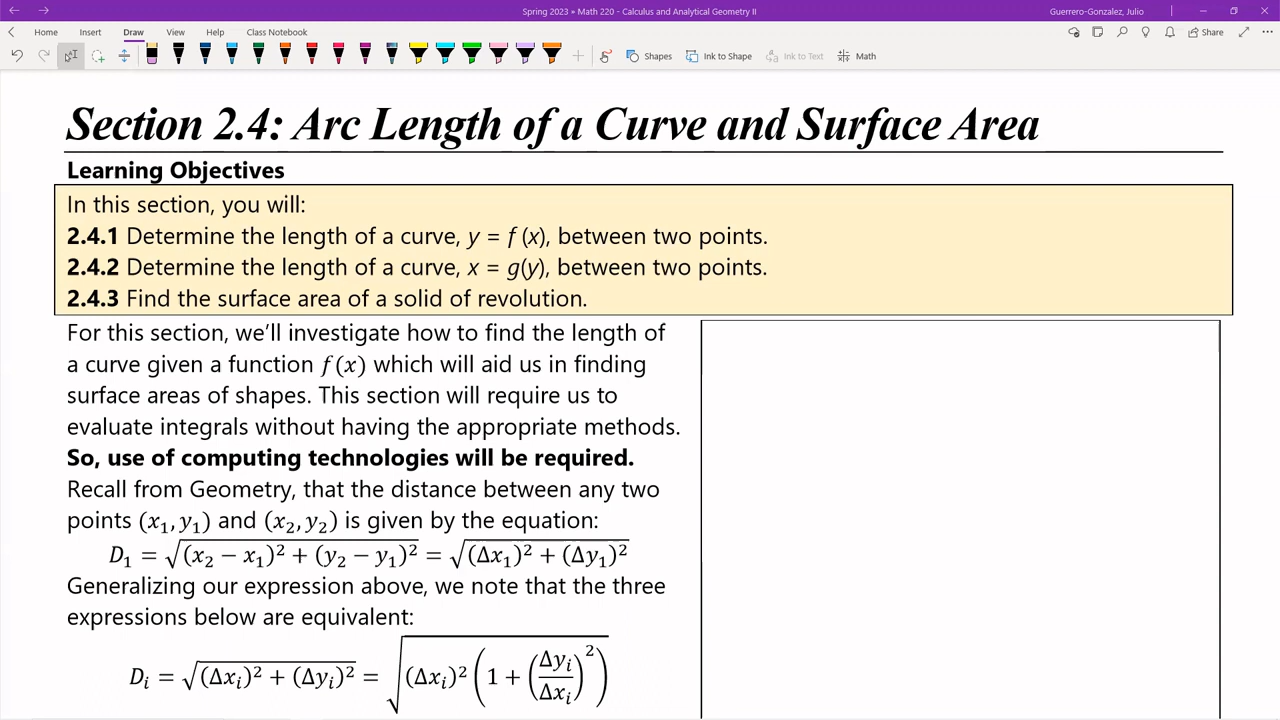 Spring 2023 » Math 220 - Calculus and Analytical Geometry II
Guerrero-Gonzalez, Julio
Home Insert Draw View Help Class Notebook
Share
Shapes Ink to Shape Ink to Text Math
Section 2.4: Arc Length of a Curve and Surface Area
Learning Objectives
In this section, you will:
2.4.1 Determine the length of a curve, y = f (x), between two points.
2.4.2 Determine the length of a curve, x = g(y), between two points.
2.4.3 Find the surface area of a solid of revolution.
For this section, we’ll investigate how to find the length of
a curve given a function f(x) which will aid us in finding
surface areas of shapes. This section will require us to
evaluate integrals without having the appropriate methods.
So, use of computing technologies will be required.
Recall from Geometry, that the distance between any two
points (x₁, y₁) and (x₂, y₂) is given by the equation:
D₁ = √((x₂ − x₁)² + (y₂ − y₁)²) = √((Δx₁)² + (Δy₁)²)
Generalizing our expression above, we note that the three
expressions below are equivalent:
Dᵢ = √((Δxᵢ)² + (Δyᵢ)²) = √((Δxᵢ)² (1 + (Δyᵢ/Δxᵢ)²))